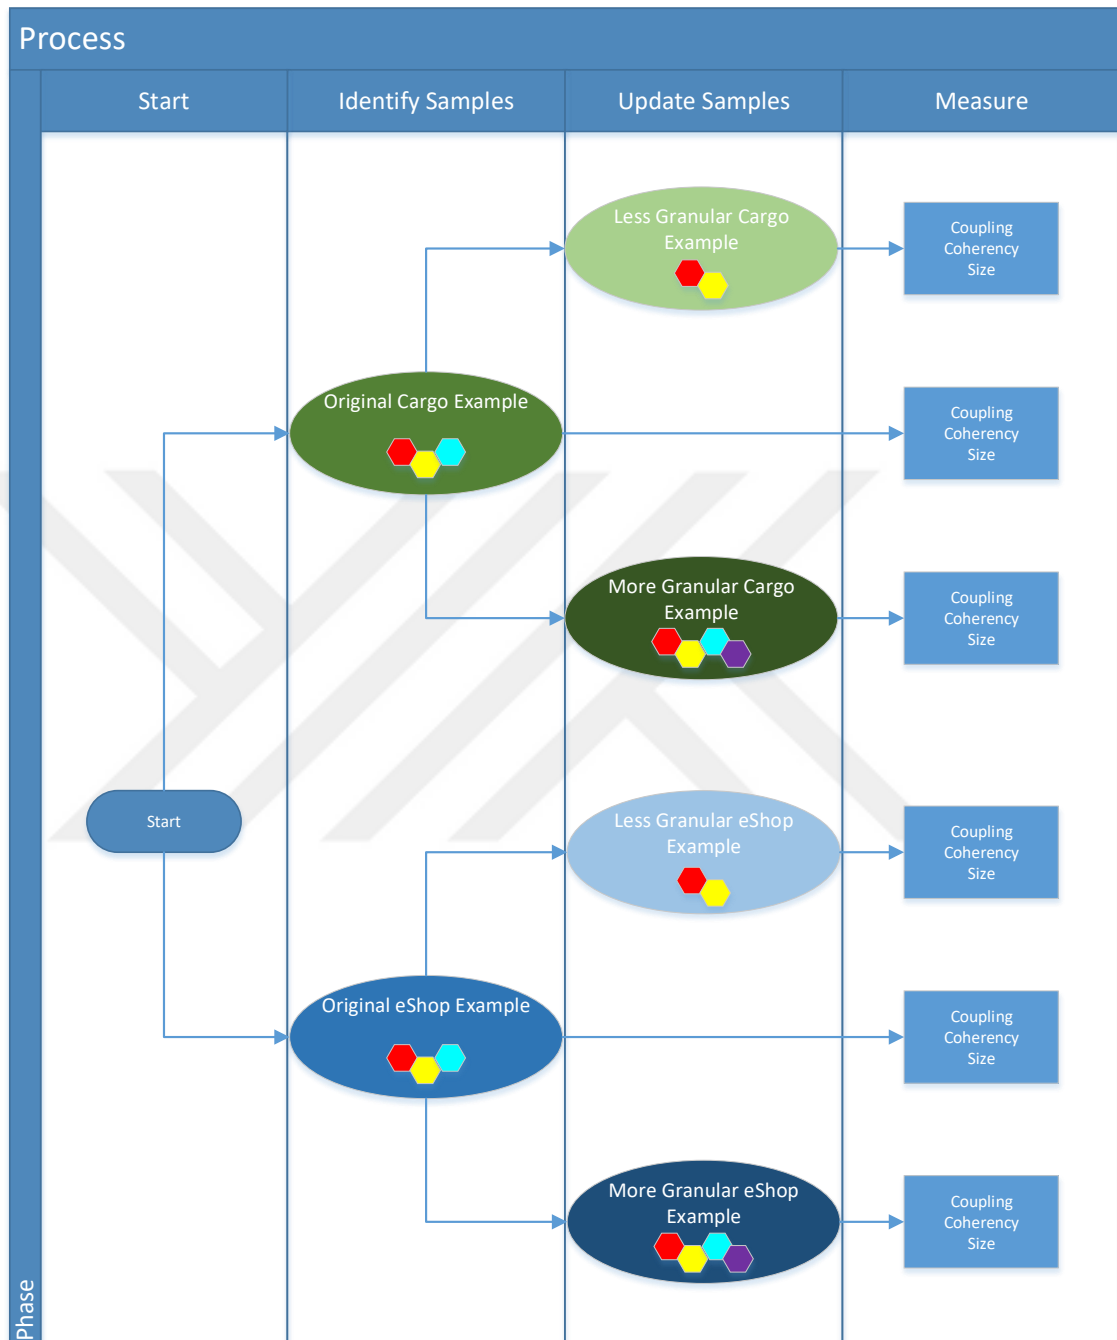 Process
Start
Identify Samples
Update Samples
Measure
Less Granular Cargo
Example
Coupling
Coherency
Size
Original Cargo Example
Coupling
Coherency
Size
More Granular Cargo
Example
Coupling
Coherency
Size
Start
Less Granular eShop
Example
Coupling
Coherency
Size
Original eShop Example
Coupling
Coherency
Size
More Granular eShop
Example
Coupling
Coherency
Size
Phase